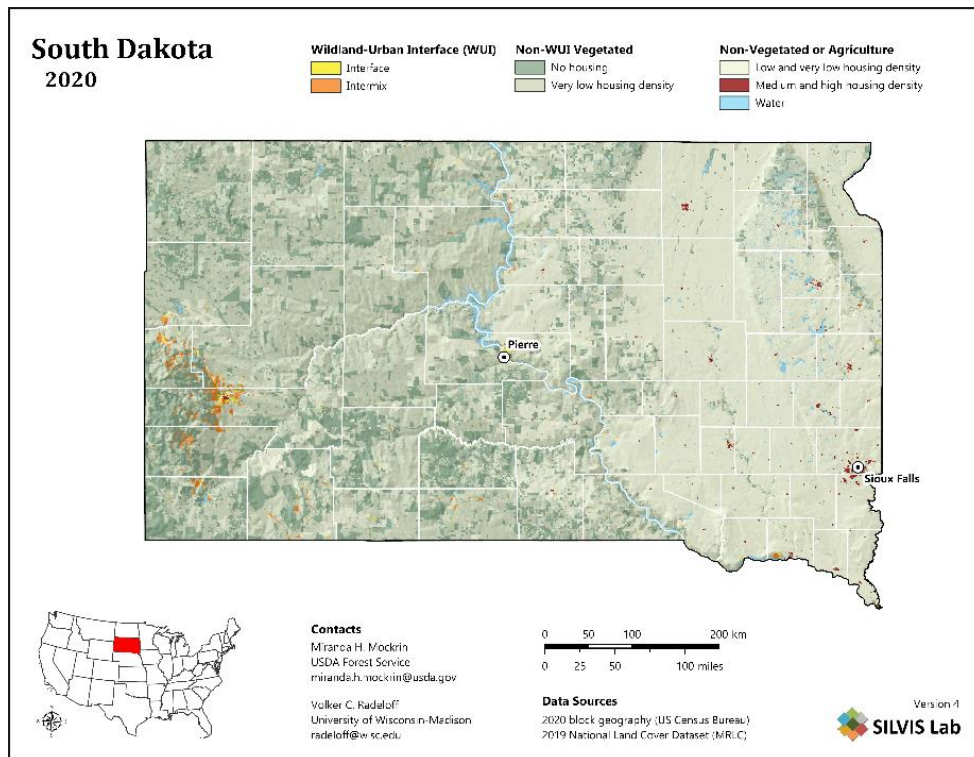 South Dakota
2020
Wildland-Urban Interface (WUI)
Interface
Intermix
Non-WUI Vegetated
No housing
Very low housing density
Non-Vegetated or Agriculture
Low and very low housing density
Medium and high housing density
Water
Pierre
Sioux Falls
Contacts
Miranda H. Mockrin
USDA Forest Service
miranda.h.mockrin@usda.gov
Volker C. Radeloff
University of Wisconsin-Madison
radeloff@wisc.edu
0 50 100 200 km
0 25 50 100 miles
Data Sources
2020 block geography (US Census Bureau)
2019 National Land Cover Dataset (MRLC)
Version 4
SILVIS Lab